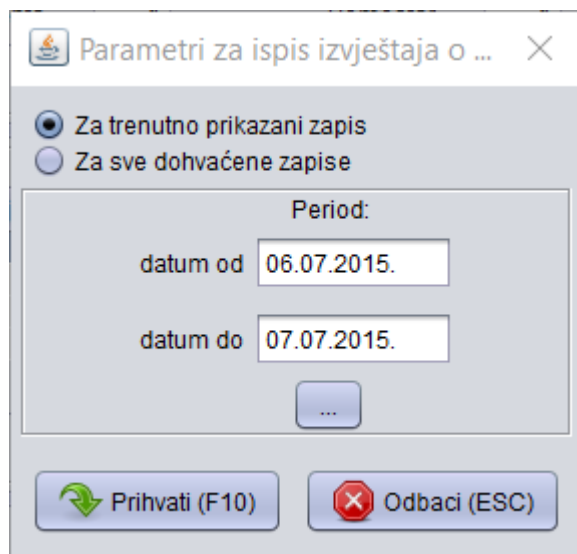 Parametri za ispis izvještaja o ...
Za trenutno prikazani zapis
Za sve dohvaćene zapise
Period:
datum od 06.07.2015.
datum do 07.07.2015.
...
Prihvati (F10) Odbaci (ESC)